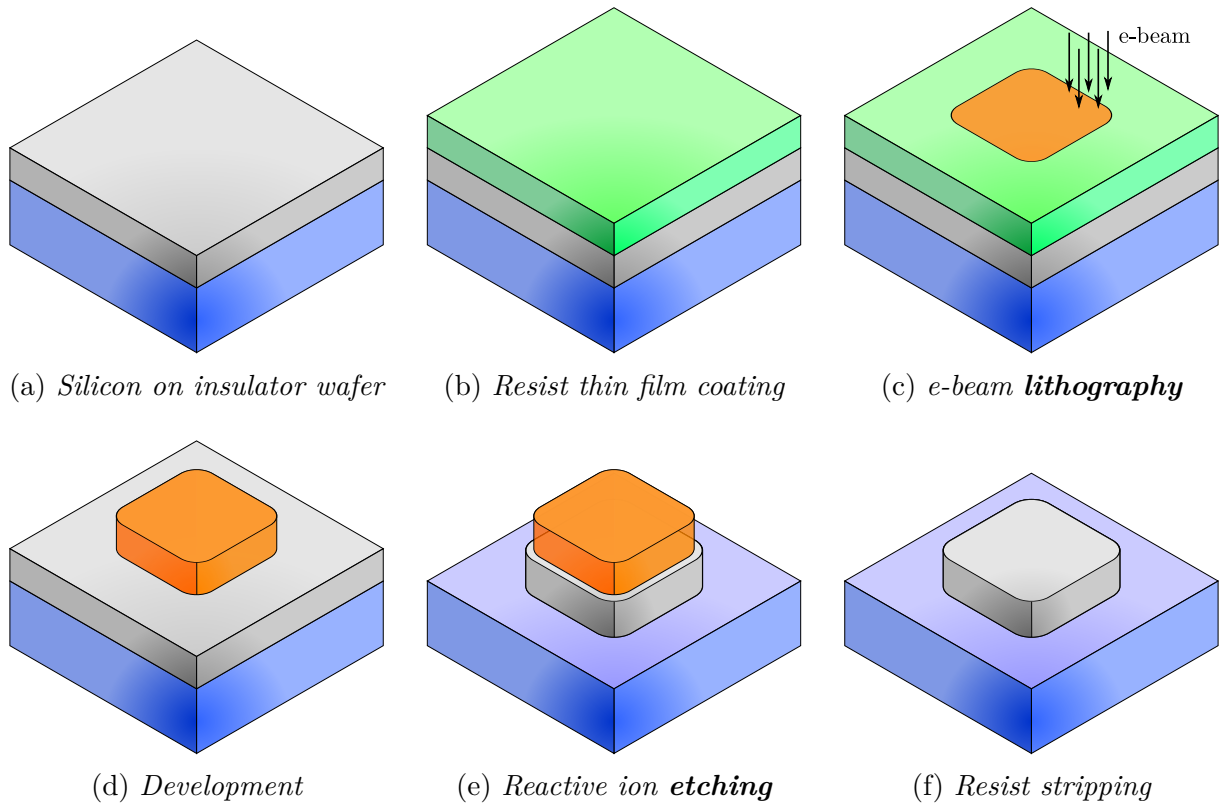 e-beam
(a) Silicon on insulator wafer
(b) Resist thin film coating
(c) e-beam lithography
(d) Development
(e) Reactive ion etching
(f) Resist stripping